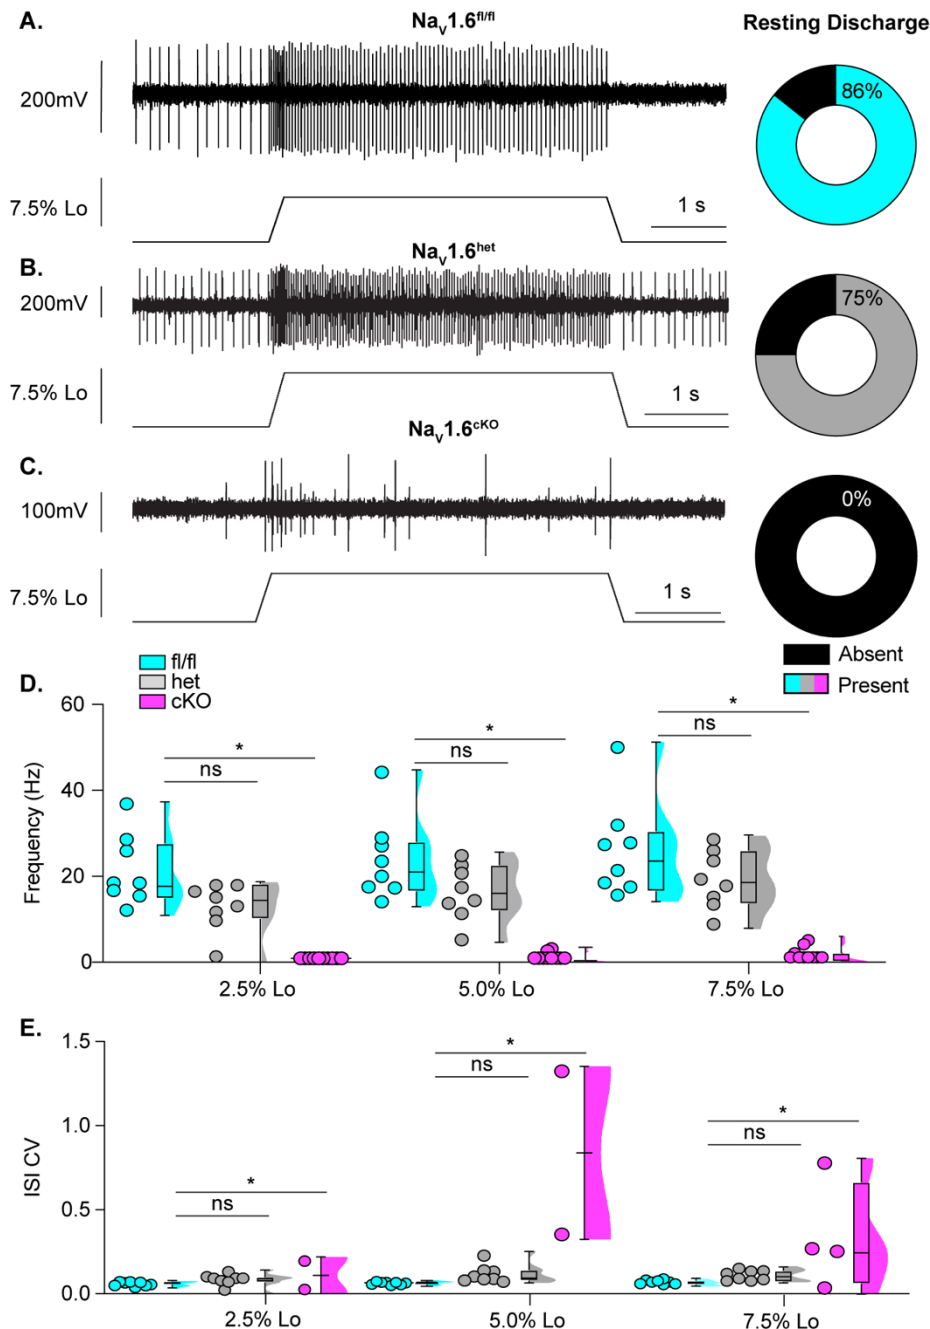 A.
Nav1.6fl/fl
Resting Discharge
200mV
86%
7.5% Lo
1 s
B.
Nav1.6het
200mV
75%
7.5% Lo
1 s
C.
Nav1.6cKO
100mV
0%
7.5% Lo
1 s
Absent
Present
D.
fl/fl
het
cKO
Frequency (Hz)
60
40
20
0
*
ns
*
ns
*
ns
2.5% Lo
5.0% Lo
7.5% Lo
E.
ISI CV
1.5
1.0
0.5
0.0
*
ns
*
ns
*
ns
2.5% Lo
5.0% Lo
7.5% Lo